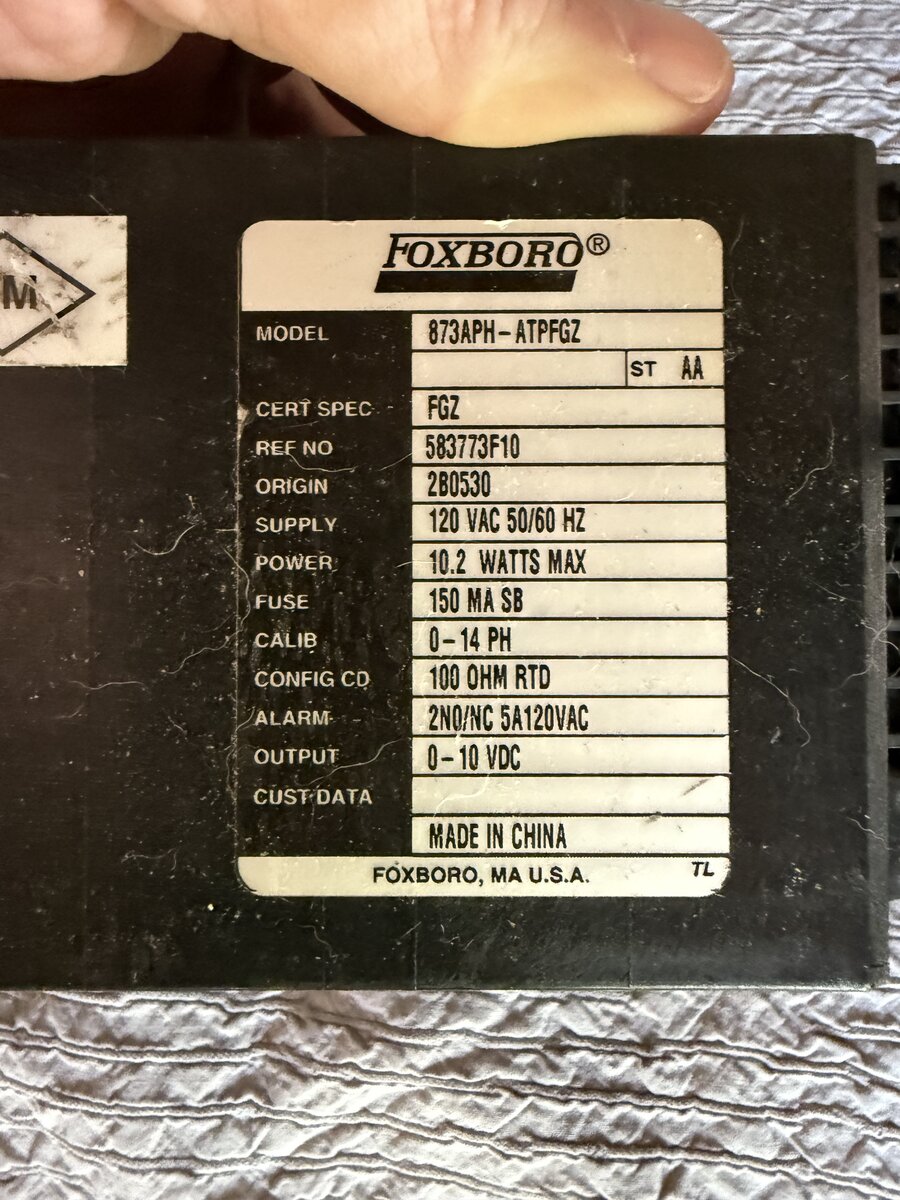 M
FOXBORO®
MODEL 873APH-ATPFGZ
ST AA
CERT SPEC FGZ
REF NO 583773F10
ORIGIN 2B0530
SUPPLY 120 VAC 50/60 HZ
POWER 10.2 WATTS MAX
FUSE 150 MA SB
CALIB 0-14 PH
CONFIG CD 100 OHM RTD
ALARM 2NO/NC 5A120VAC
OUTPUT 0-10 VDC
CUST DATA
MADE IN CHINA
FOXBORO, MA U.S.A. TL